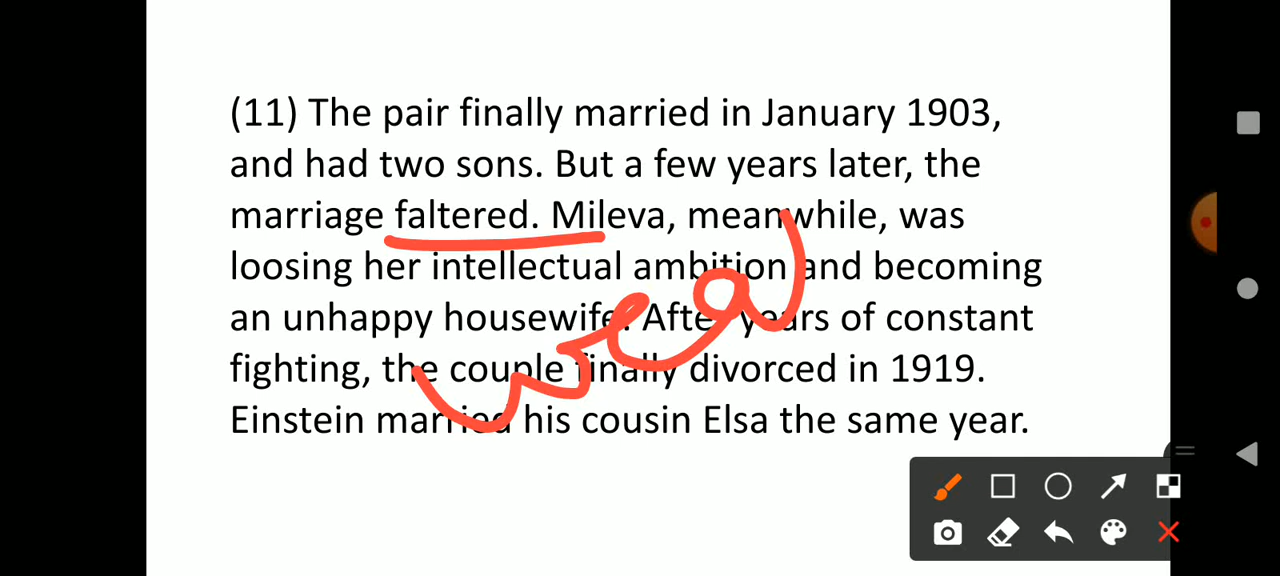 (11) The pair finally married in January 1903,
and had two sons. But a few years later, the
marriage faltered. Mileva, meanwhile, was
loosing her intellectual ambition and becoming
an unhappy housewife. After years of constant
fighting, the couple finally divorced in 1919.
Einstein married his cousin Elsa the same year.
wea